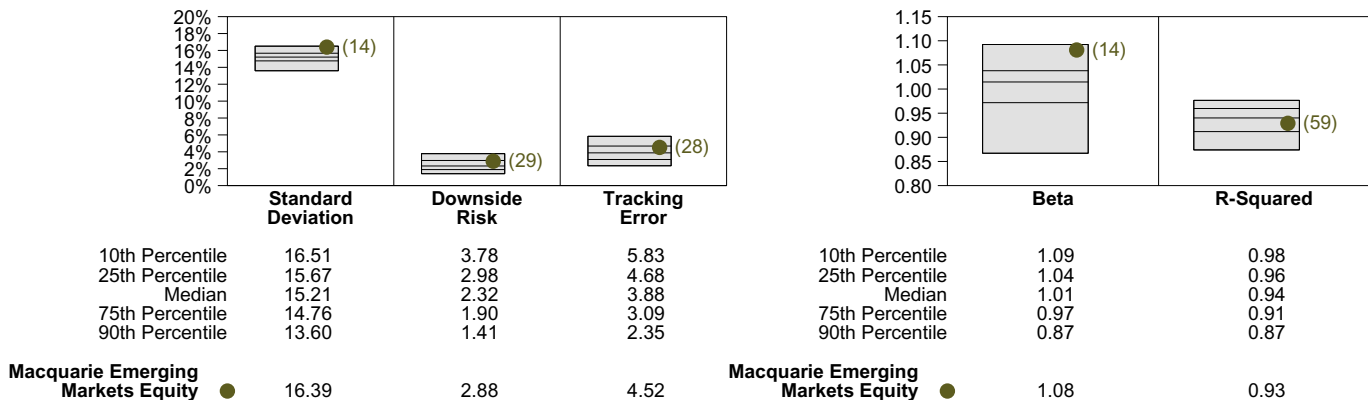 20%
18%
16%
14%
12%
10%
8%
6%
4%
2%
0%
(14)
(29)
(28)
Standard Downside Tracking
Deviation Risk Error
10th Percentile 16.51 3.78 5.83
25th Percentile 15.67 2.98 4.68
Median 15.21 2.32 3.88
75th Percentile 14.76 1.90 3.09
90th Percentile 13.60 1.41 2.35
Macquarie Emerging
Markets Equity 16.39 2.88 4.52
1.15
1.10
1.05
1.00
0.95
0.90
0.85
0.80
(14)
(59)
Beta R-Squared
10th Percentile 1.09 0.98
25th Percentile 1.04 0.96
Median 1.01 0.94
75th Percentile 0.97 0.91
90th Percentile 0.87 0.87
Macquarie Emerging
Markets Equity 1.08 0.93